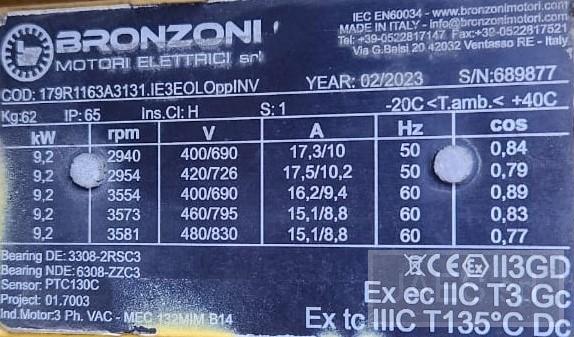 BRONZONI
MOTORI ELETTRICI srl
IEC EN60034 - http://www.bronzonimotori.com
MADE IN ITALY - info@bronzonimotori.com
Tel: +39-0522817147 Fax:+39-0522817521
Via G.Balsi 20 42032 Ventasso RE - Italy
COD: 179R1163A3131.IE3EOLOppINV YEAR: 02/2023 S/N:689877
Kg:62 IP:65 Ins.Cl: H S: 1 -20C <T.amb.< +40C
kW rpm V A Hz cos
9,2 2940 400/690 17,3/10 50 0,84
9,2 2954 420/726 17,5/10,2 50 0,79
9,2 3554 400/690 16,2/9,4 60 0,89
9,2 3573 460/795 15,1/8,8 60 0,83
9,2 3581 480/830 15,1/8,8 60 0,77
Bearing DE: 3308-2RSC3
Bearing NDE: 6308-ZZC3
Sensor: PTC130C
Project: 01.7003
Ind.Motor:3 Ph. VAC - MEC 132MIM B14
CE Ex II3GD
Ex ec IIC T3 Gc
Ex tc IIIC T135°C Dc